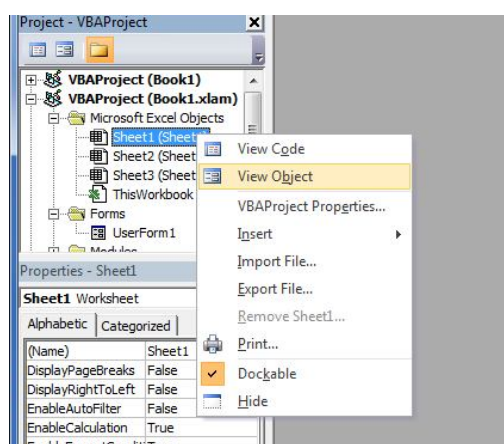 Project - VBAProject
VBAProject (Book1)
VBAProject (Book1.xlam)
Microsoft Excel Objects
Sheet1 (Sheet
Sheet2 (Sheet
Sheet3 (Sheet
ThisWorkbook
Forms
UserForm1
Modules
View Code
View Object
VBAProject Properties...
Insert
Import File...
Export File...
Remove Sheet1...
Print...
Dockable
Hide
Properties - Sheet1
Sheet1 Worksheet
Alphabetic Categorized
(Name) Sheet1
DisplayPageBreaks False
DisplayRightToLeft False
EnableAutoFilter False
EnableCalculation True